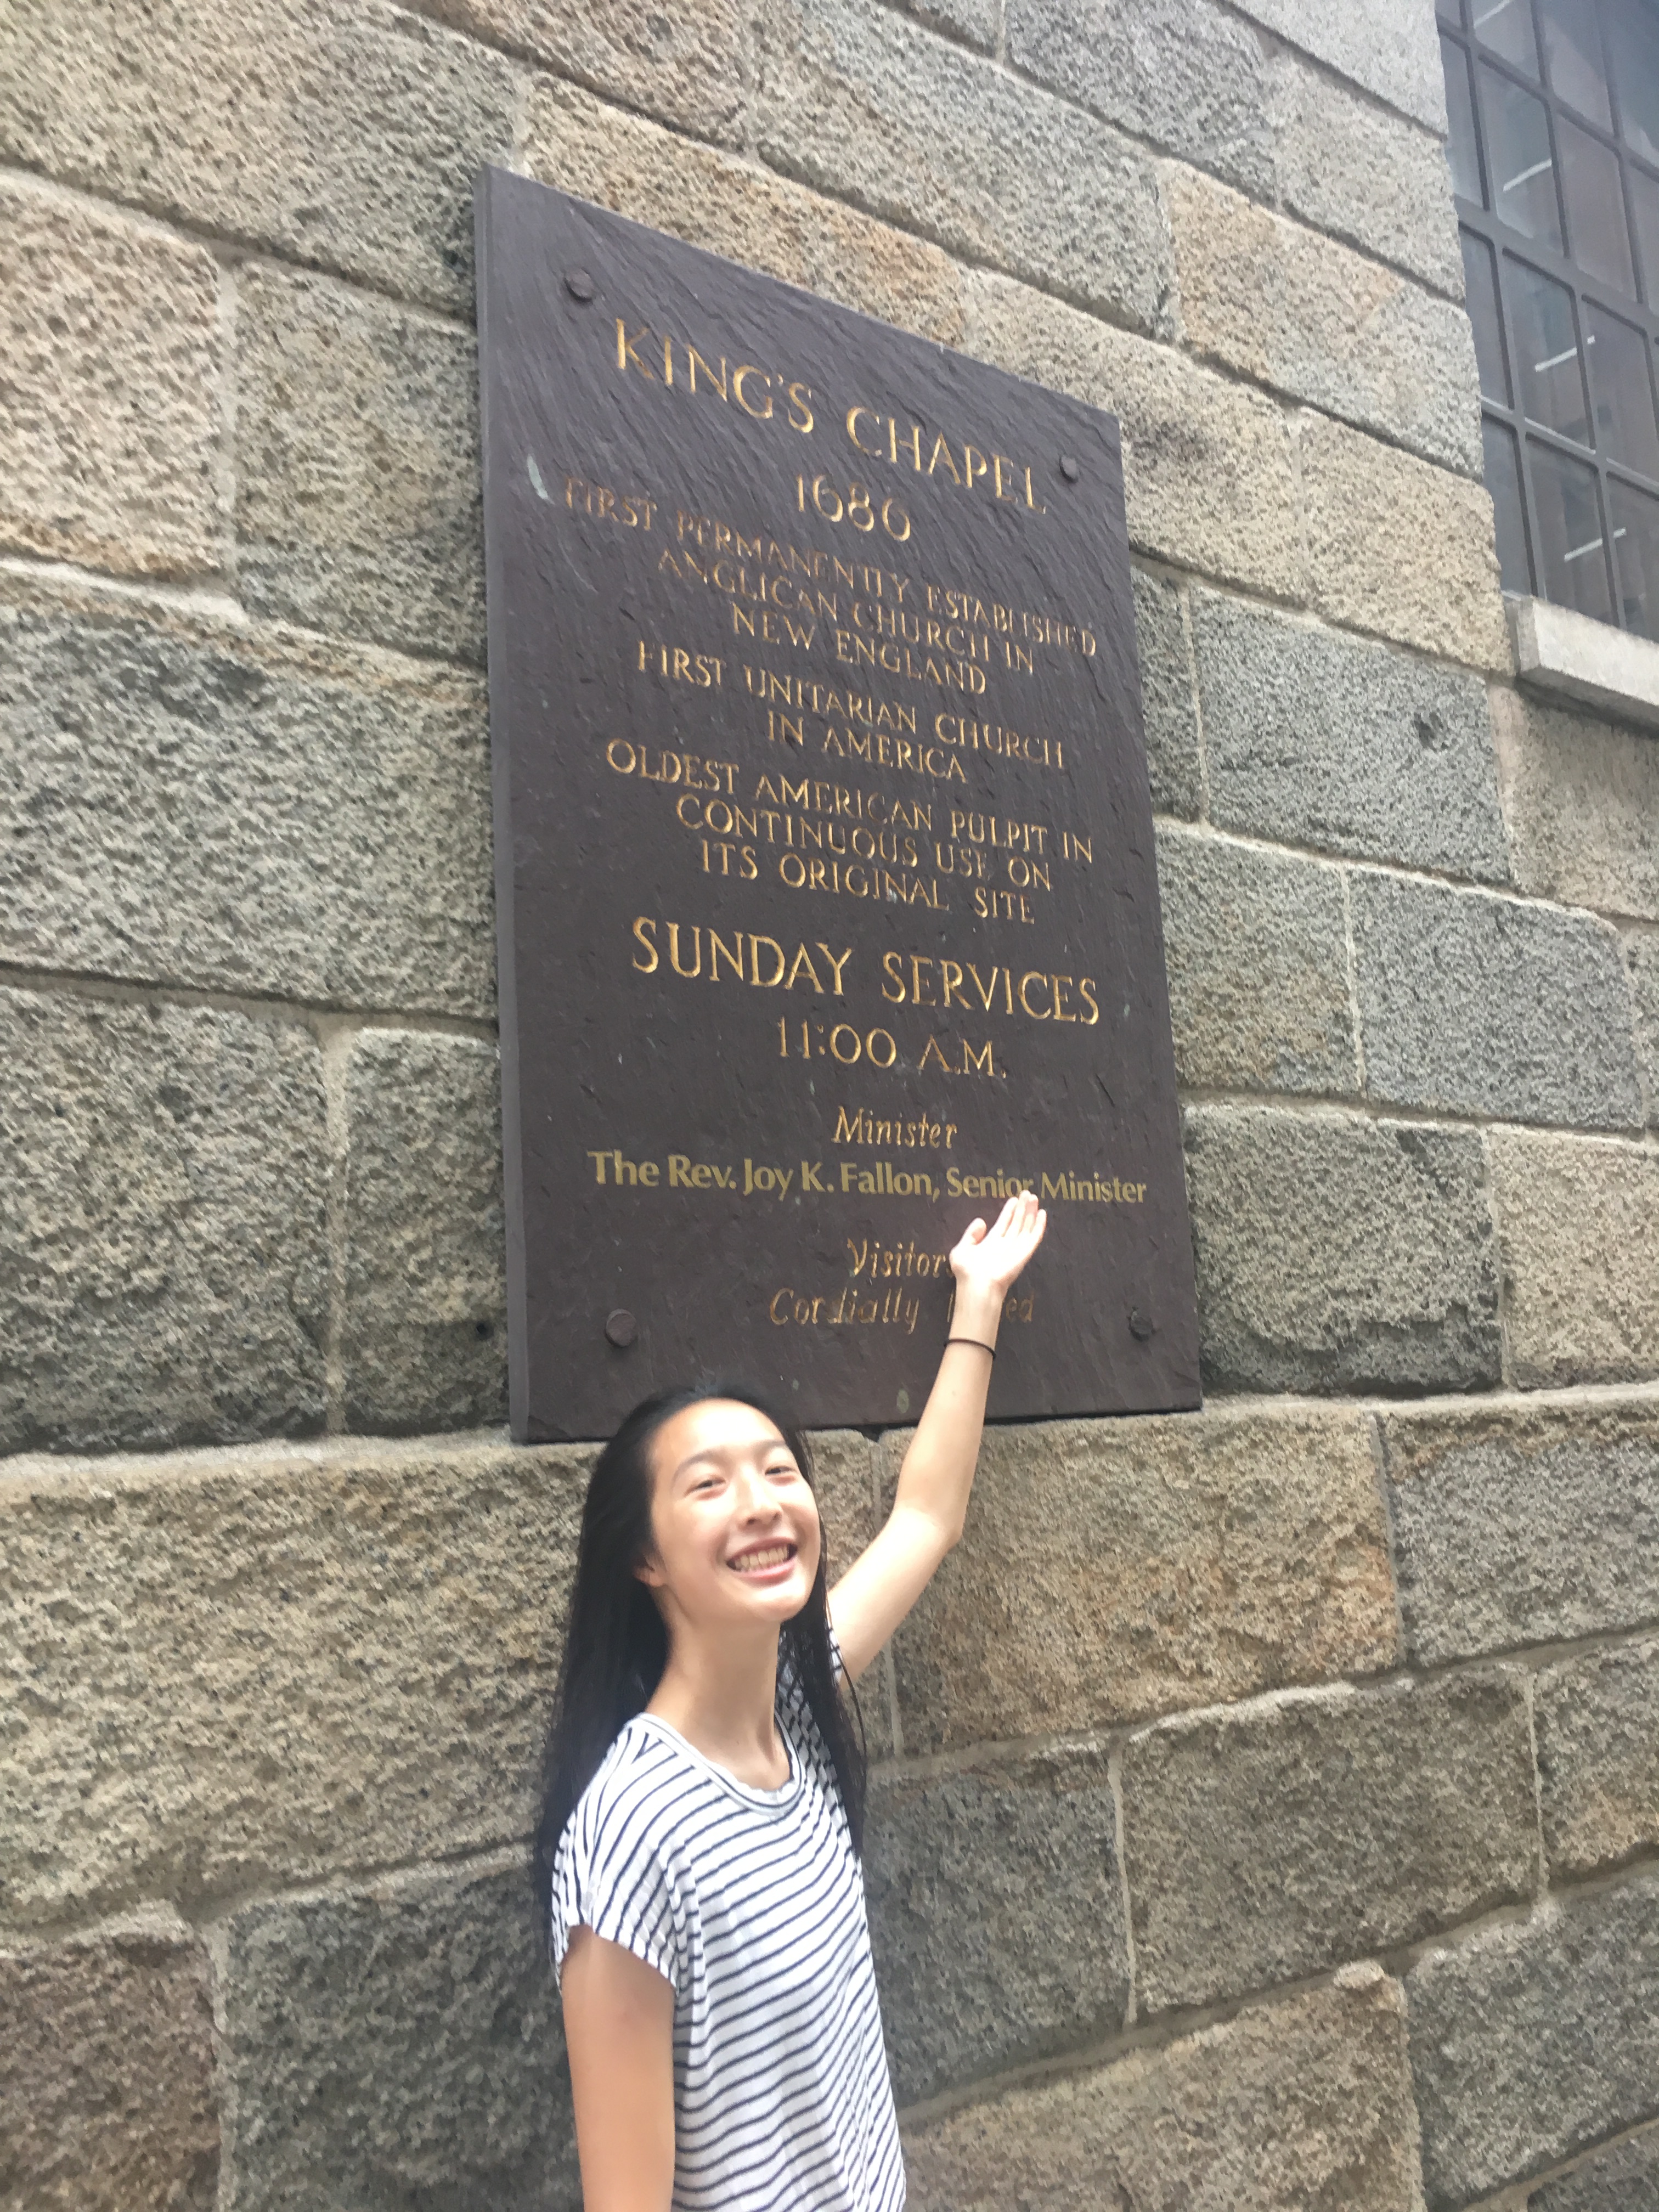 KING'S CHAPEL
1686
FIRST PERMANENTLY ESTABLISHED
ANGLICAN CHURCH IN
NEW ENGLAND
FIRST UNITARIAN CHURCH
IN AMERICA
OLDEST AMERICAN PULPIT IN
CONTINUOUS USE ON
ITS ORIGINAL SITE
SUNDAY SERVICES
11:00 A.M.
Minister
The Rev. Joy K. Fallon, Senior Minister
Visitors
Cordially